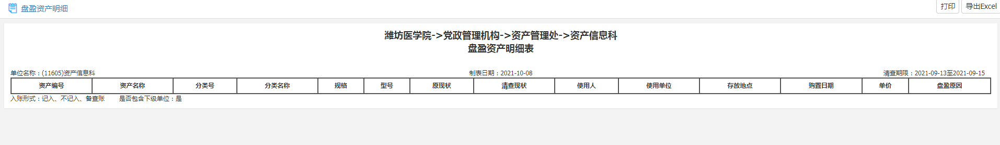 盘盈资产明细 打印 导出Excel
潍坊医学院->党政管理机构->资产管理处->资产信息科
盘盈资产明细表
单位名称：(11605)资产信息科 制表日期：2021-10-08 清查期限：2021-09-13至2021-09-15
资产编号 资产名称 分类号 分类名称 规格 型号 原现状 清查现状 使用人 使用单位 存放地点 购置日期 单价 盘盈原因
入账形式：记入、不记入、备查账 是否包含下级单位：是